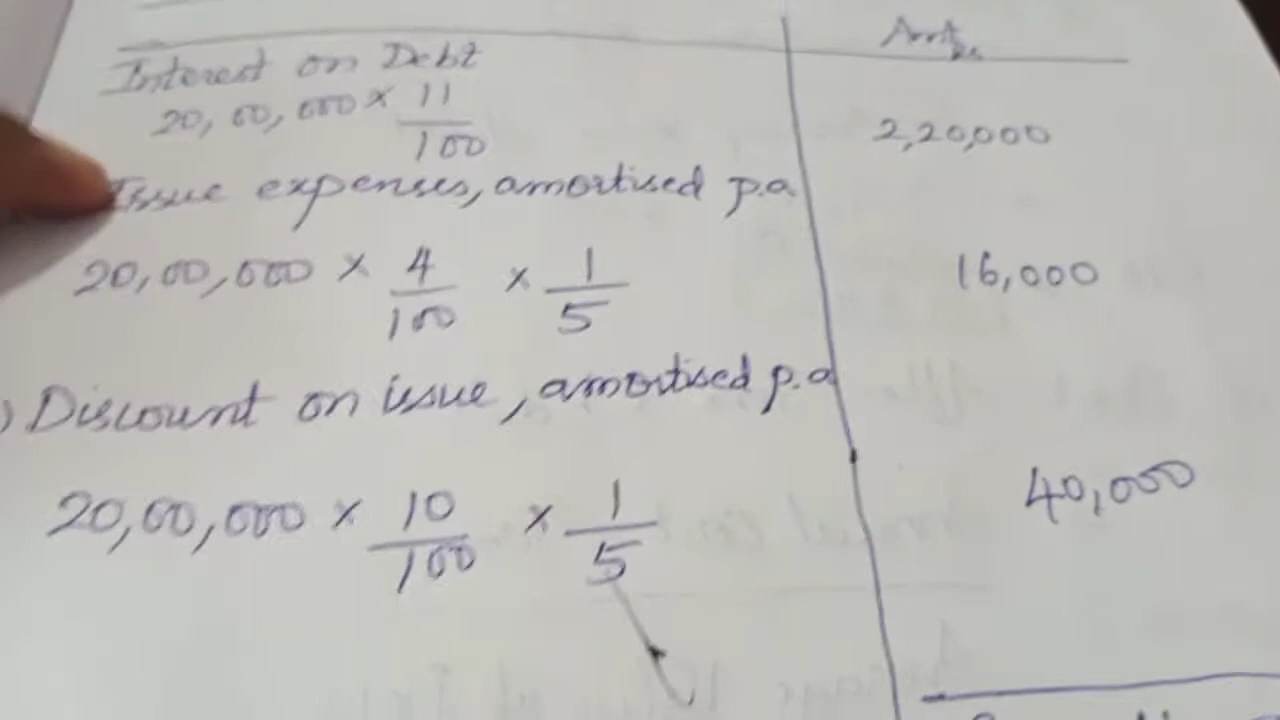 Amt Rs.
Interest on Debt
20,00,000 × 11/100 2,20,000
Issue expenses, amortised p.a
20,00,000 × 4/100 × 1/5 16,000
) Discount on issue, amortised p.a
20,00,000 × 10/100 × 1/5 40,000